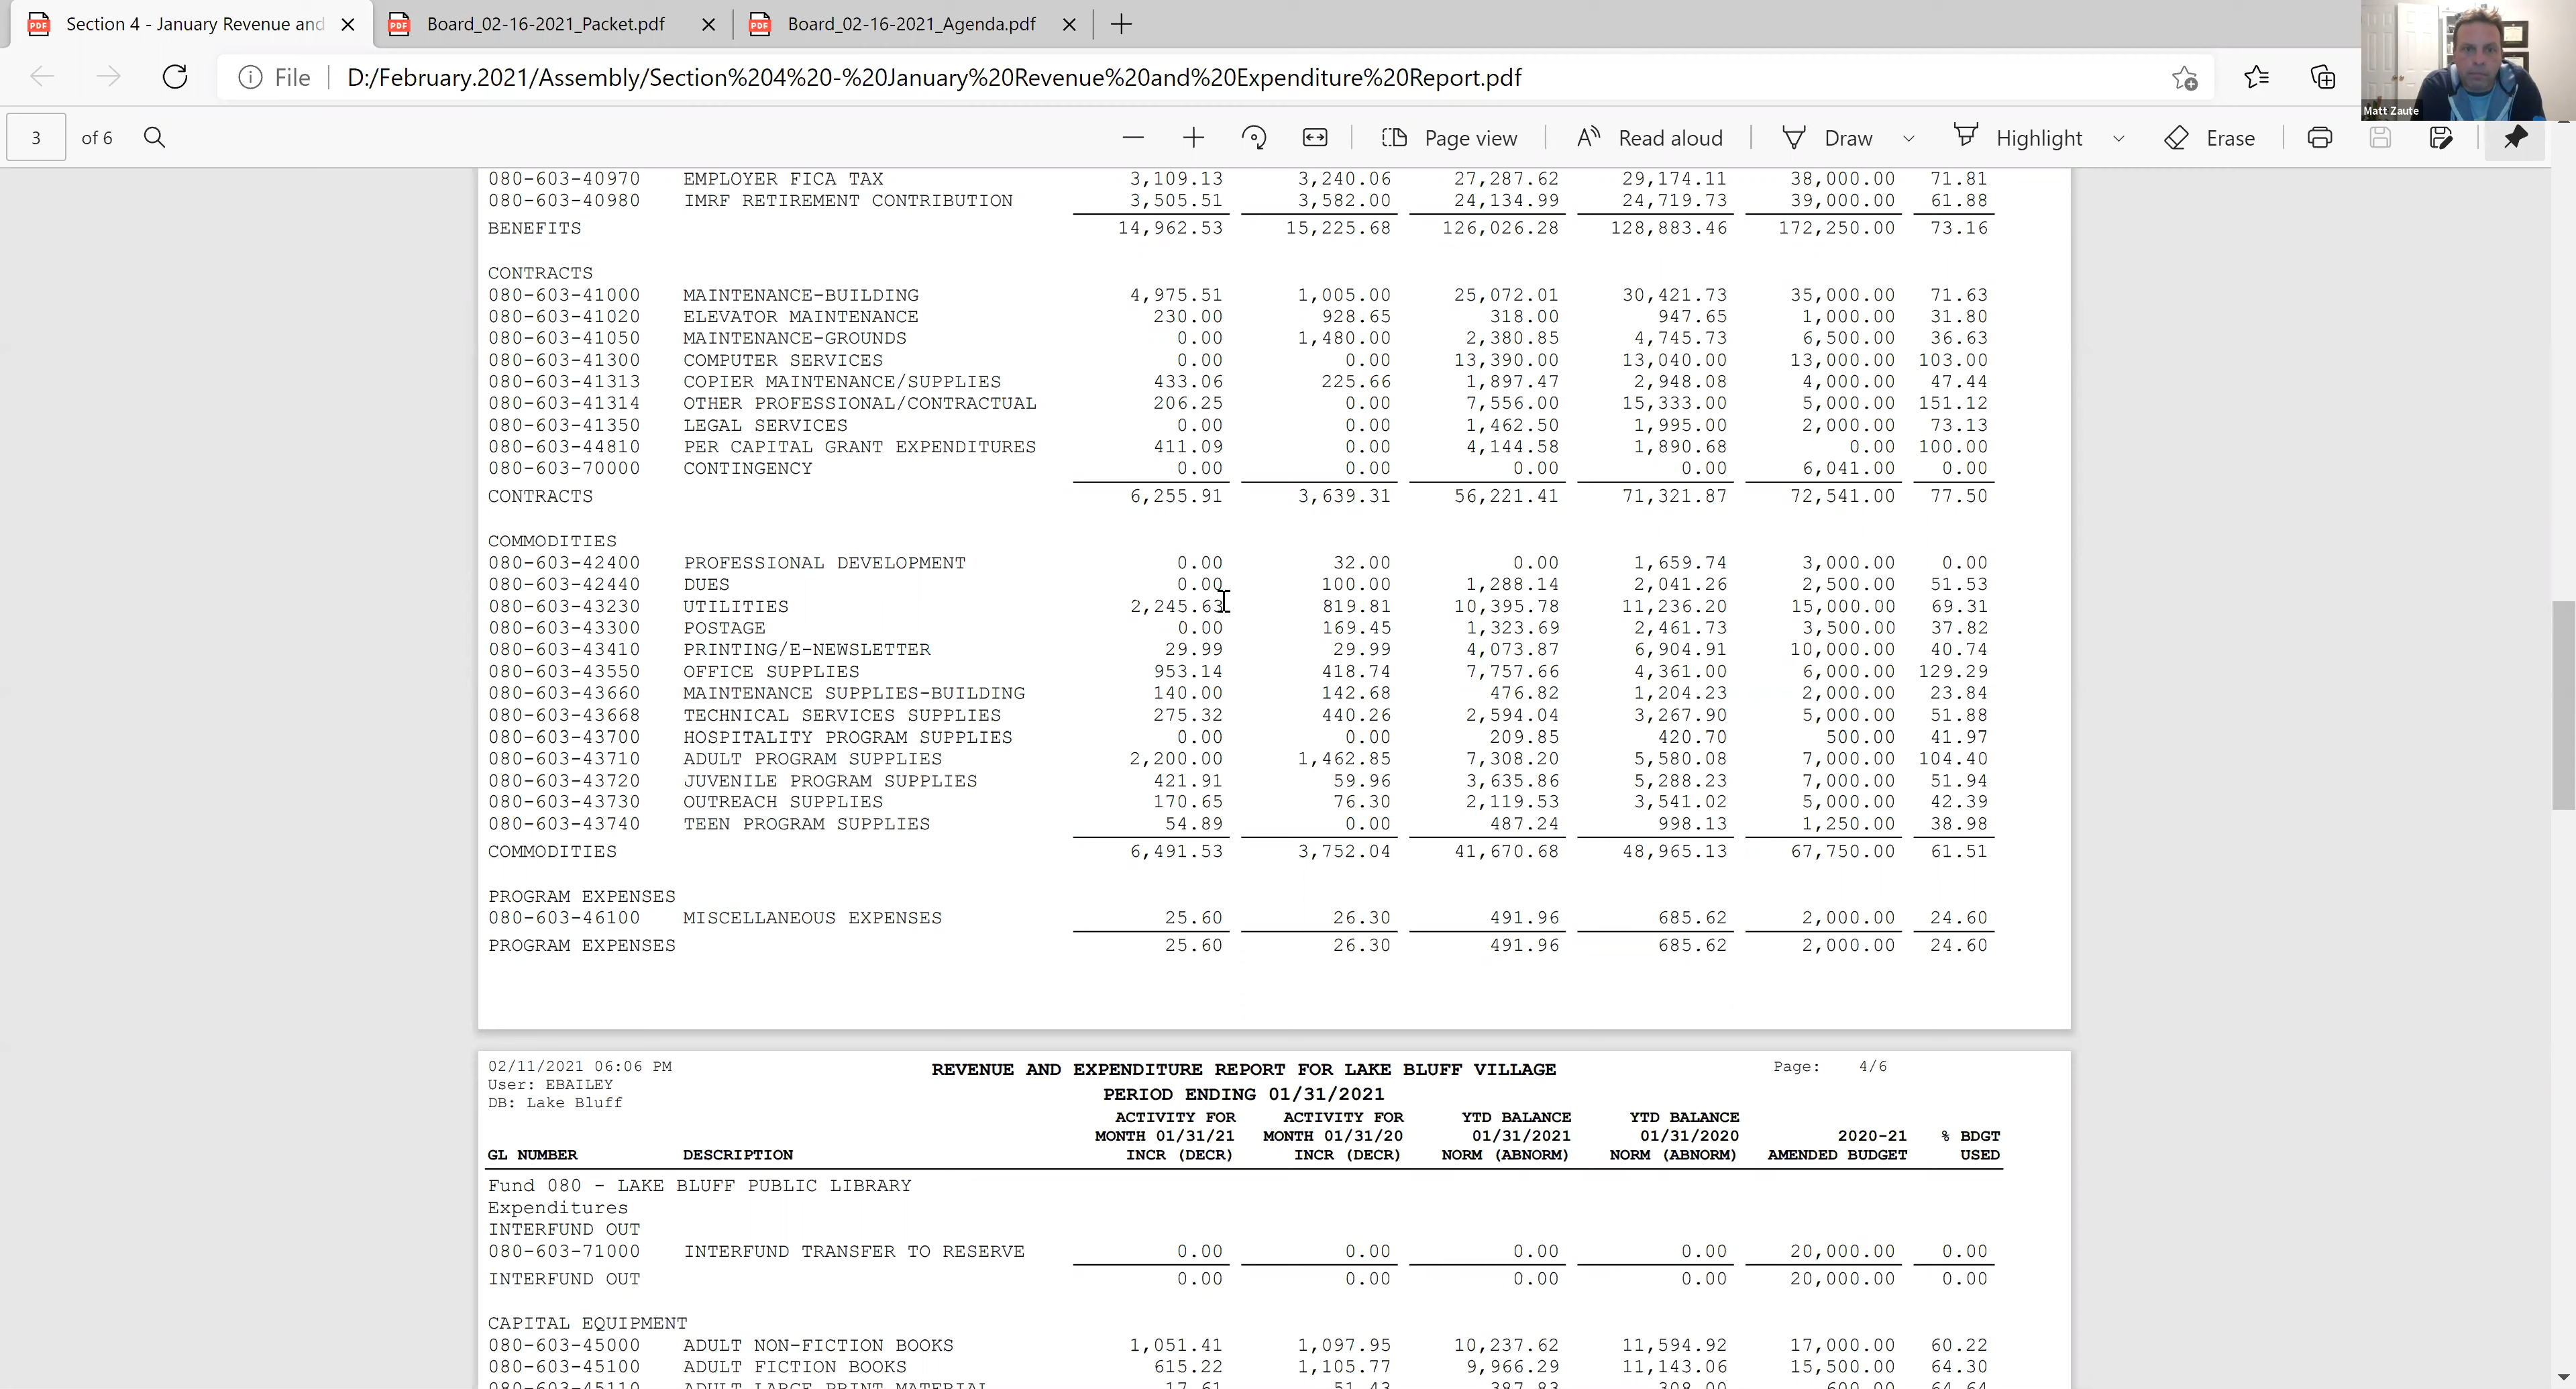 Section 4 - January Revenue and
Board_02-16-2021_Packet.pdf
Board_02-16-2021_Agenda.pdf
File | D:/February.2021/Assembly/Section%204%20-%20January%20Revenue%20and%20Expenditure%20Report.pdf
Matt Zaute
3 of 6 Page view Read aloud Draw Highlight Erase
080-603-40970 EMPLOYER FICA TAX 3,109.13 3,240.06 27,287.62 29,174.11 38,000.00 71.81
080-603-40980 IMRF RETIREMENT CONTRIBUTION 3,505.51 3,582.00 24,134.99 24,719.73 39,000.00 61.88
BENEFITS 14,962.53 15,225.68 126,026.28 128,883.46 172,250.00 73.16
CONTRACTS
080-603-41000 MAINTENANCE-BUILDING 4,975.51 1,005.00 25,072.01 30,421.73 35,000.00 71.63
080-603-41020 ELEVATOR MAINTENANCE 230.00 928.65 318.00 947.65 1,000.00 31.80
080-603-41050 MAINTENANCE-GROUNDS 0.00 1,480.00 2,380.85 4,745.73 6,500.00 36.63
080-603-41300 COMPUTER SERVICES 0.00 0.00 13,390.00 13,040.00 13,000.00 103.00
080-603-41313 COPIER MAINTENANCE/SUPPLIES 433.06 225.66 1,897.47 2,948.08 4,000.00 47.44
080-603-41314 OTHER PROFESSIONAL/CONTRACTUAL 206.25 0.00 7,556.00 15,333.00 5,000.00 151.12
080-603-41350 LEGAL SERVICES 0.00 0.00 1,462.50 1,995.00 2,000.00 73.13
080-603-44810 PER CAPITAL GRANT EXPENDITURES 411.09 0.00 4,144.58 1,890.68 0.00 100.00
080-603-70000 CONTINGENCY 0.00 0.00 0.00 0.00 6,041.00 0.00
CONTRACTS 6,255.91 3,639.31 56,221.41 71,321.87 72,541.00 77.50
COMMODITIES
080-603-42400 PROFESSIONAL DEVELOPMENT 0.00 32.00 0.00 1,659.74 3,000.00 0.00
080-603-42440 DUES 0.00 100.00 1,288.14 2,041.26 2,500.00 51.53
080-603-43230 UTILITIES 2,245.63 819.81 10,395.78 11,236.20 15,000.00 69.31
080-603-43300 POSTAGE 0.00 169.45 1,323.69 2,461.73 3,500.00 37.82
080-603-43410 PRINTING/E-NEWSLETTER 29.99 29.99 4,073.87 6,904.91 10,000.00 40.74
080-603-43550 OFFICE SUPPLIES 953.14 418.74 7,757.66 4,361.00 6,000.00 129.29
080-603-43660 MAINTENANCE SUPPLIES-BUILDING 140.00 142.68 476.82 1,204.23 2,000.00 23.84
080-603-43668 TECHNICAL SERVICES SUPPLIES 275.32 440.26 2,594.04 3,267.90 5,000.00 51.88
080-603-43700 HOSPITALITY PROGRAM SUPPLIES 0.00 0.00 209.85 420.70 500.00 41.97
080-603-43710 ADULT PROGRAM SUPPLIES 2,200.00 1,462.85 7,308.20 5,580.08 7,000.00 104.40
080-603-43720 JUVENILE PROGRAM SUPPLIES 421.91 59.96 3,635.86 5,288.23 7,000.00 51.94
080-603-43730 OUTREACH SUPPLIES 170.65 76.30 2,119.53 3,541.02 5,000.00 42.39
080-603-43740 TEEN PROGRAM SUPPLIES 54.89 0.00 487.24 998.13 1,250.00 38.98
COMMODITIES 6,491.53 3,752.04 41,670.68 48,965.13 67,750.00 61.51
PROGRAM EXPENSES
080-603-46100 MISCELLANEOUS EXPENSES 25.60 26.30 491.96 685.62 2,000.00 24.60
PROGRAM EXPENSES 25.60 26.30 491.96 685.62 2,000.00 24.60
02/11/2021 06:06 PM REVENUE AND EXPENDITURE REPORT FOR LAKE BLUFF VILLAGE Page: 4/6
User: EBAILEY
PERIOD ENDING 01/31/2021
DB: Lake Bluff
ACTIVITY FOR ACTIVITY FOR YTD BALANCE YTD BALANCE
MONTH 01/31/21 MONTH 01/31/20 01/31/2021 01/31/2020 2020-21 % BDGT
GL NUMBER DESCRIPTION INCR (DECR) INCR (DECR) NORM (ABNORM) NORM (ABNORM) AMENDED BUDGET USED
Fund 080 - LAKE BLUFF PUBLIC LIBRARY
Expenditures
INTERFUND OUT
080-603-71000 INTERFUND TRANSFER TO RESERVE 0.00 0.00 0.00 0.00 20,000.00 0.00
INTERFUND OUT 0.00 0.00 0.00 0.00 20,000.00 0.00
CAPITAL EQUIPMENT
080-603-45000 ADULT NON-FICTION BOOKS 1,051.41 1,097.95 10,237.62 11,594.92 17,000.00 60.22
080-603-45100 ADULT FICTION BOOKS 615.22 1,105.77 9,966.29 11,143.06 15,500.00 64.30
080-603-45110 ADULT LARGE PRINT MATERIAL 17.61 51.43 387.83 308.00 600.00 64.64